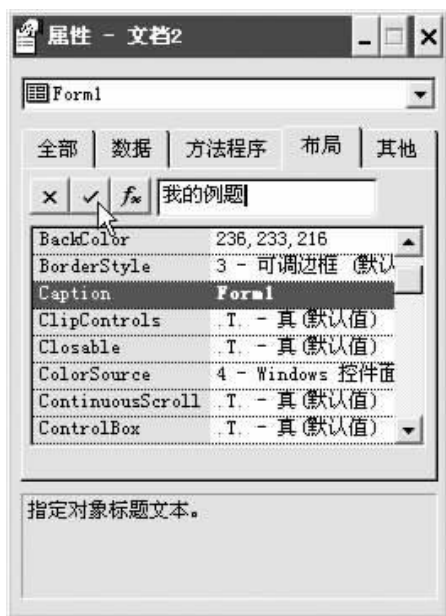 属性 - 文档2
Form1
全部 数据 方法程序 布局 其他
我的例题
BackColor 236,233,216
BorderStyle 3 - 可调边框 (默认
Caption Form1
ClipControls .T. - 真(默认值)
Closable .T. - 真(默认值)
ColorSource 4 - Windows 控件面
ContinuousScroll .T. - 真(默认值)
ControlBox .T. - 真(默认值)
指定对象标题文本。